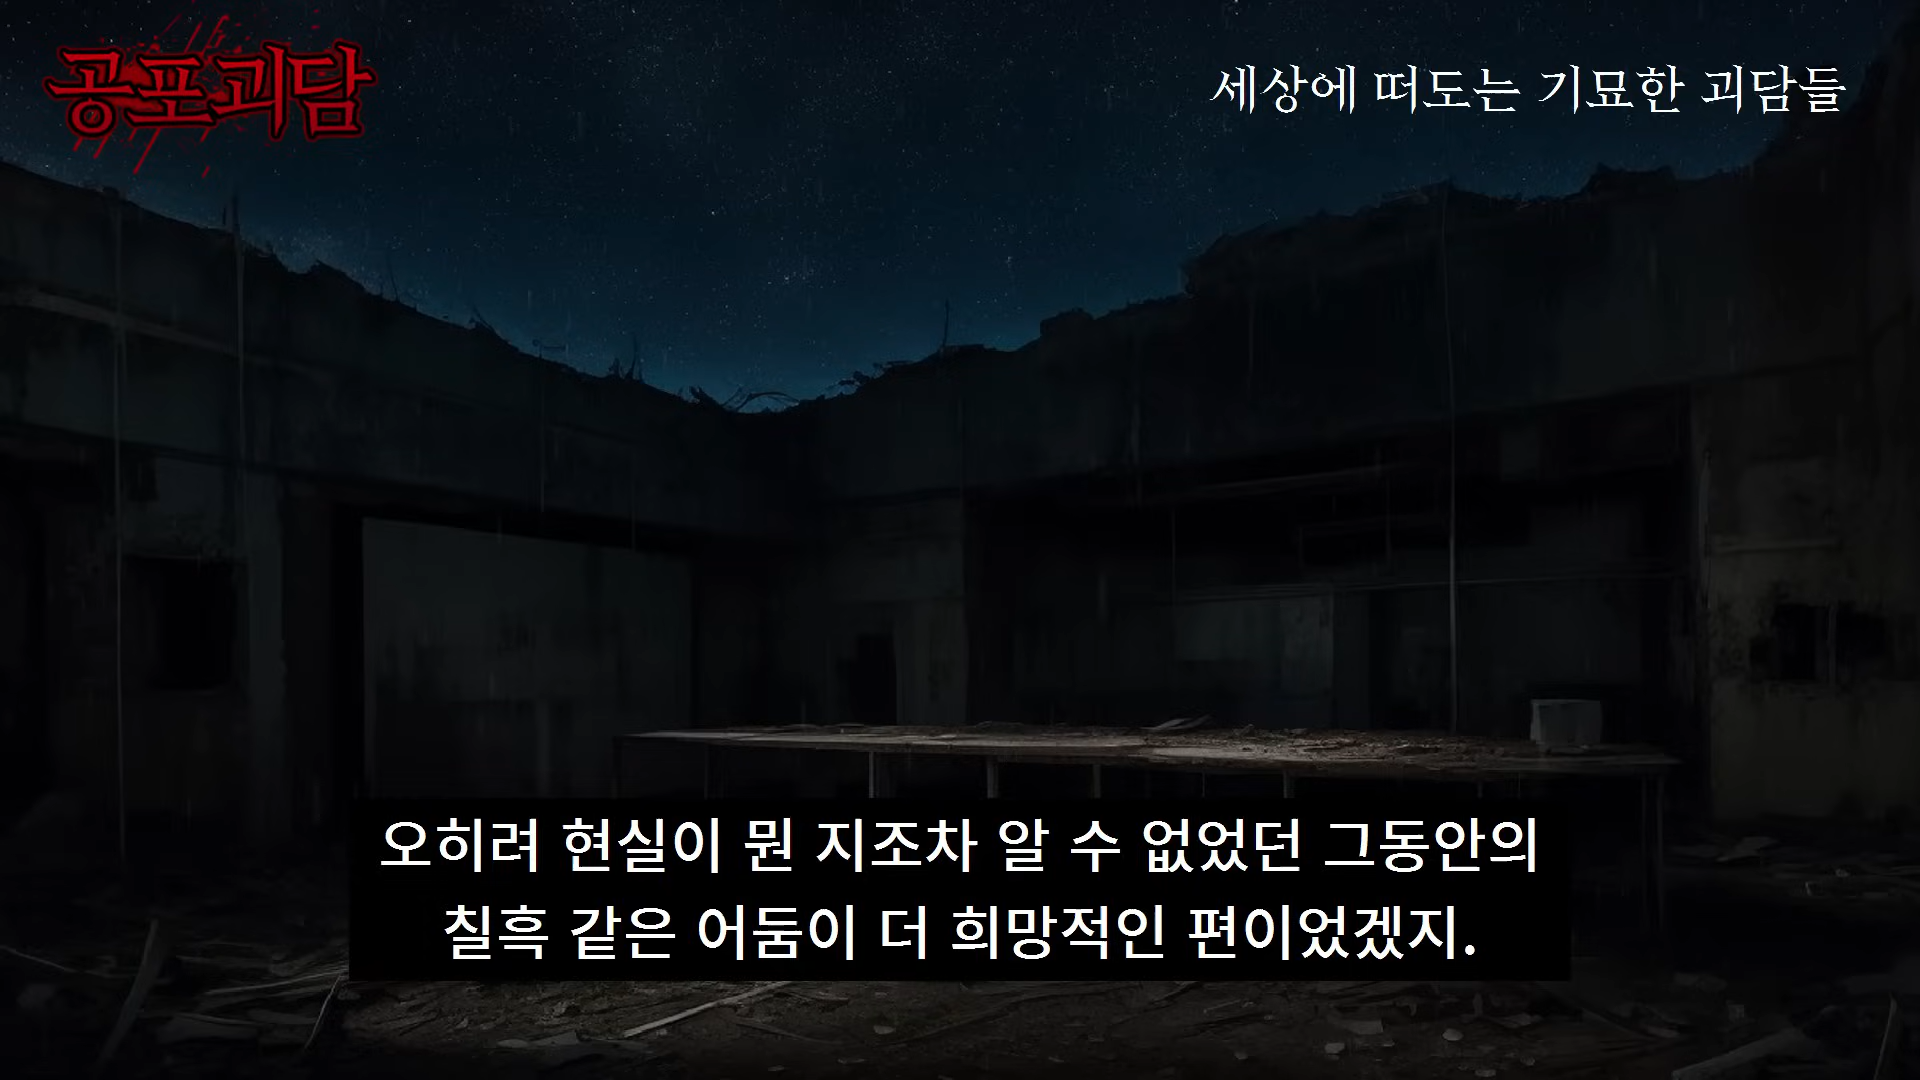 공포괴담
세상에 떠도는 기묘한 괴담들
오히려 현실이 뭔 지조차 알 수 없었던 그동안의
칠흑 같은 어둠이 더 희망적인 편이었겠지.